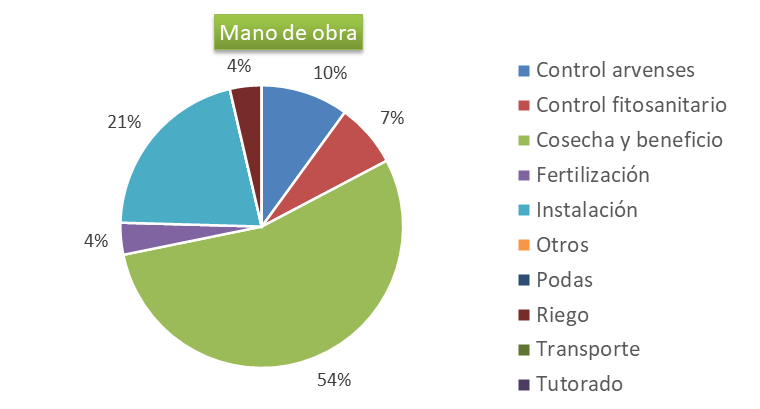 Mano de obra
4%
10%
7%
21%
4%
54%
Control arvenses
Control fitosanitario
Cosecha y beneficio
Fertilización
Instalación
Otros
Podas
Riego
Transporte
Tutorado